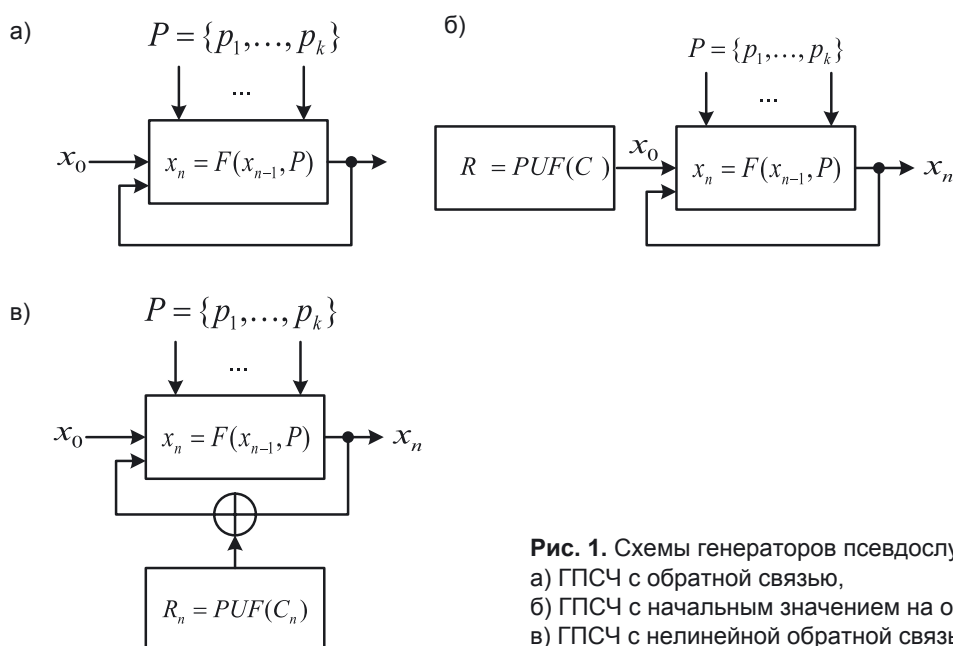 а)
P = {p₁,…, pₖ}
...
x₀
xₙ = F(xₙ₋₁, P)
б)
P = {p₁,…, pₖ}
...
R = PUF(C )
x₀
xₙ = F(xₙ₋₁, P)
xₙ
в)
P = {p₁,…, pₖ}
...
x₀
xₙ = F(xₙ₋₁, P)
xₙ
Rₙ = PUF(Cₙ)
Рис. 1. Схемы генераторов
а) ГПСЧ с обратной связью,
б) ГПСЧ с начальным значением на
в) ГПСЧ с нелинейной обратной